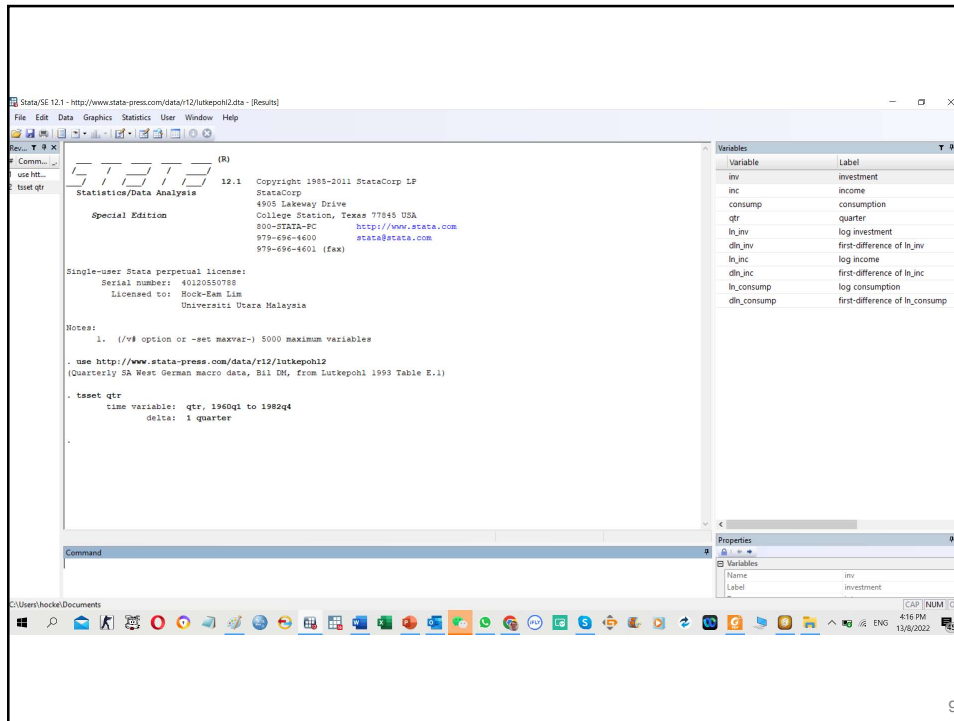 Stata/SE 12.1 - http://www.stata-press.com/data/r12/lutkepohl2.dta - [Results]
File Edit Data Graphics Statistics User Window Help
Rev...
# Comm...
1 use htt...
2 tsset qtr
(R)
12.1 Copyright 1985-2011 StataCorp LP
Statistics/Data Analysis StataCorp
4905 Lakeway Drive
Special Edition College Station, Texas 77845 USA
800-STATA-PC http://www.stata.com
979-696-4600 stata@stata.com
979-696-4601 (fax)
Single-user Stata perpetual license:
Serial number: 40120550788
Licensed to: Hock-Eam Lim
Universiti Utara Malaysia
Notes:
1. (/v# option or -set maxvar-) 5000 maximum variables
. use http://www.stata-press.com/data/r12/lutkepohl2
(Quarterly SA West German macro data, Bil DM, from Lutkepohl 1993 Table E.1)
. tsset qtr
time variable: qtr, 1960q1 to 1982q4
delta: 1 quarter
.
Command
Variables
Variable Label
inv investment
inc income
consump consumption
qtr quarter
ln_inv log investment
dln_inv first-difference of ln_inv
ln_inc log income
dln_inc first-difference of ln_inc
ln_consump log consumption
dln_consump first-difference of ln_consump
Properties
Variables
Name inv
Label investment
C:\Users\hocke\Documents
CAP NUM
ENG
4:16 PM
13/8/2022
9